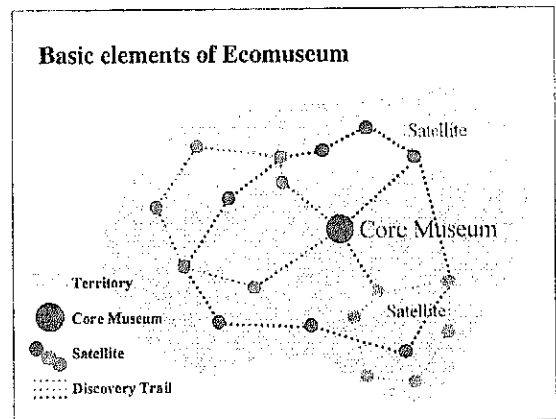 Basic elements of Ecomuseum
Satellite
Core Museum
Satellite
Territory
Core Museum
Satellite
Discovery Trail